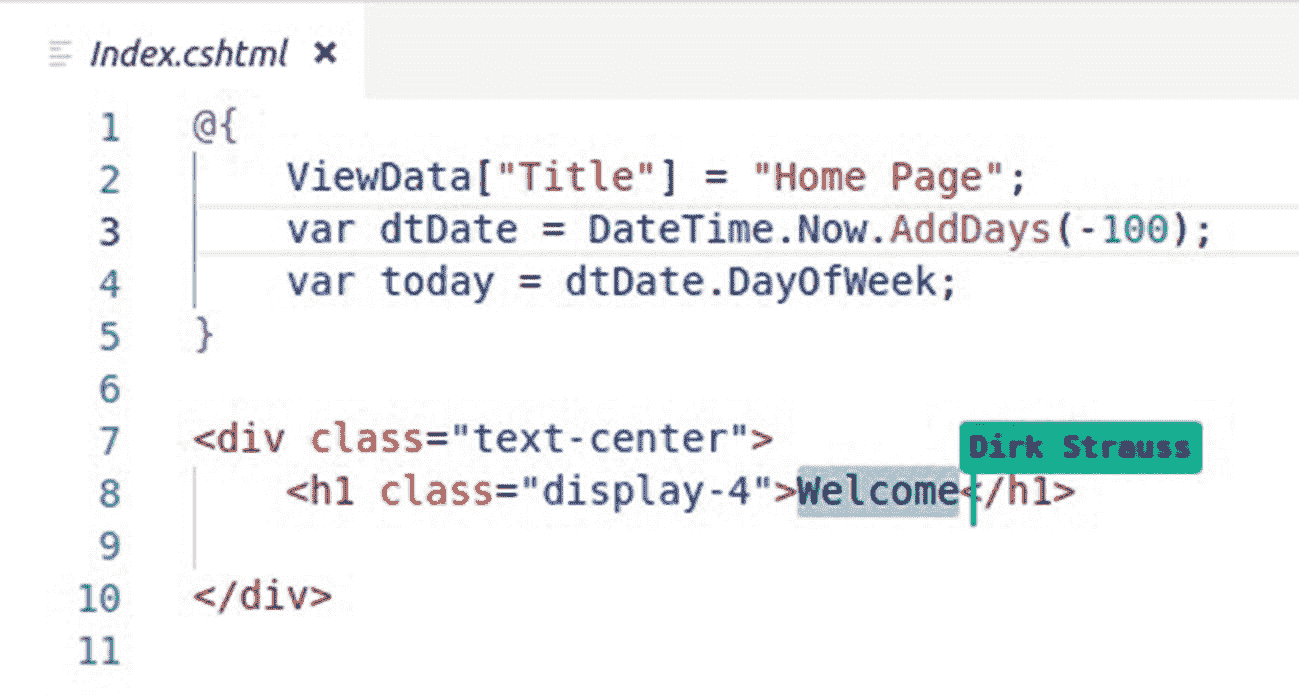 Index.cshtml ×
1 @{
2     ViewData["Title"] = "Home Page";
3     var dtDate = DateTime.Now.AddDays(-100);
4     var today = dtDate.DayOfWeek;
5 }
6
7 <div class="text-center">
Dirk Strauss
8     <h1 class="display-4">Welcome</h1>
9
10 </div>
11